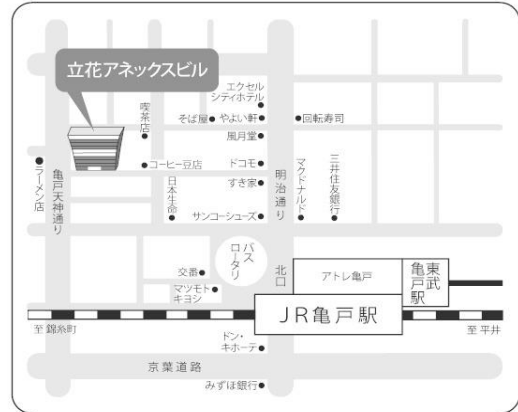 立花アネックスビル
エクセル
シティホテル
喫茶店
そば屋
やよい軒
回転寿司
風月堂
ラーメン店
亀戸天神通り
コーヒー豆店
ドコモ
明治通り
マクドナルド
三井住友銀行
日本生命
すき家
サンコーシューズ
バス
ロータリー
北口
アトレ亀戸
東武
亀戸駅
交番
マツモト
キヨシ
JR亀戸駅
至 錦糸町
至 平井
ドン・
キホーテ
京葉道路
みずほ銀行